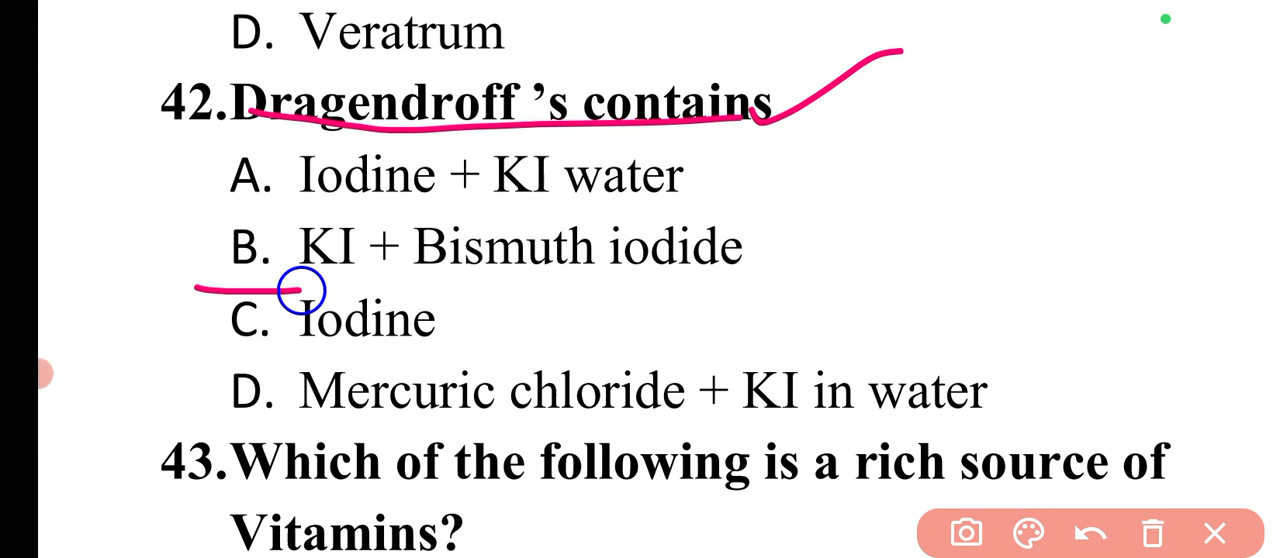 D. Veratrum
42.Dragendroff ’s contains
A. Iodine + KI water
B. KI + Bismuth iodide
C. Iodine
D. Mercuric chloride + KI in water
43.Which of the following is a rich source of
Vitamins?